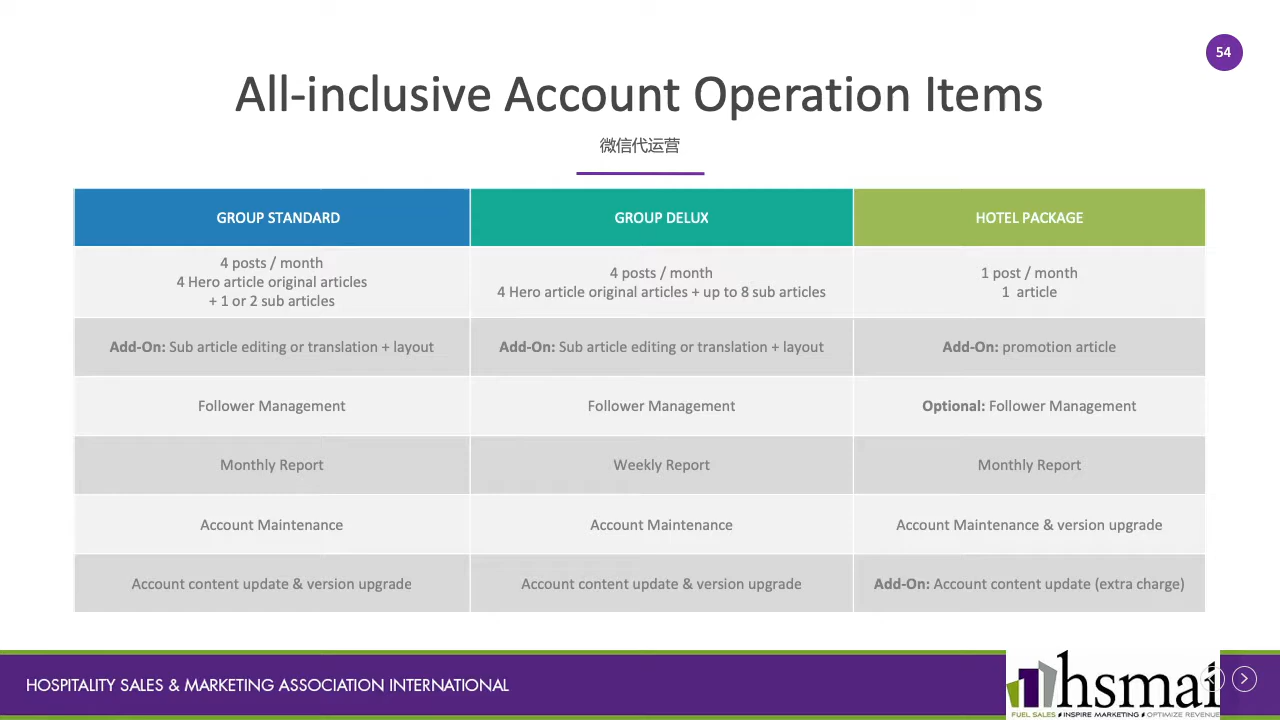 54
All-inclusive Account Operation Items
微信代运营
GROUP STANDARD
GROUP DELUX
HOTEL PACKAGE
4 posts / month
4 Hero article original articles
+ 1 or 2 sub articles
4 posts / month
4 Hero article original articles + up to 8 sub articles
1 post / month
1 article
Add-On: Sub article editing or translation + layout
Add-On: Sub article editing or translation + layout
Add-On: promotion article
Follower Management
Follower Management
Optional: Follower Management
Monthly Report
Weekly Report
Monthly Report
Account Maintenance
Account Maintenance
Account Maintenance & version upgrade
Account content update & version upgrade
Account content update & version upgrade
Add-On: Account content update (extra charge)
HOSPITALITY SALES & MARKETING ASSOCIATION INTERNATIONAL
hsmai
FUEL SALES INSPIRE MARKETING OPTIMIZE REVENUE